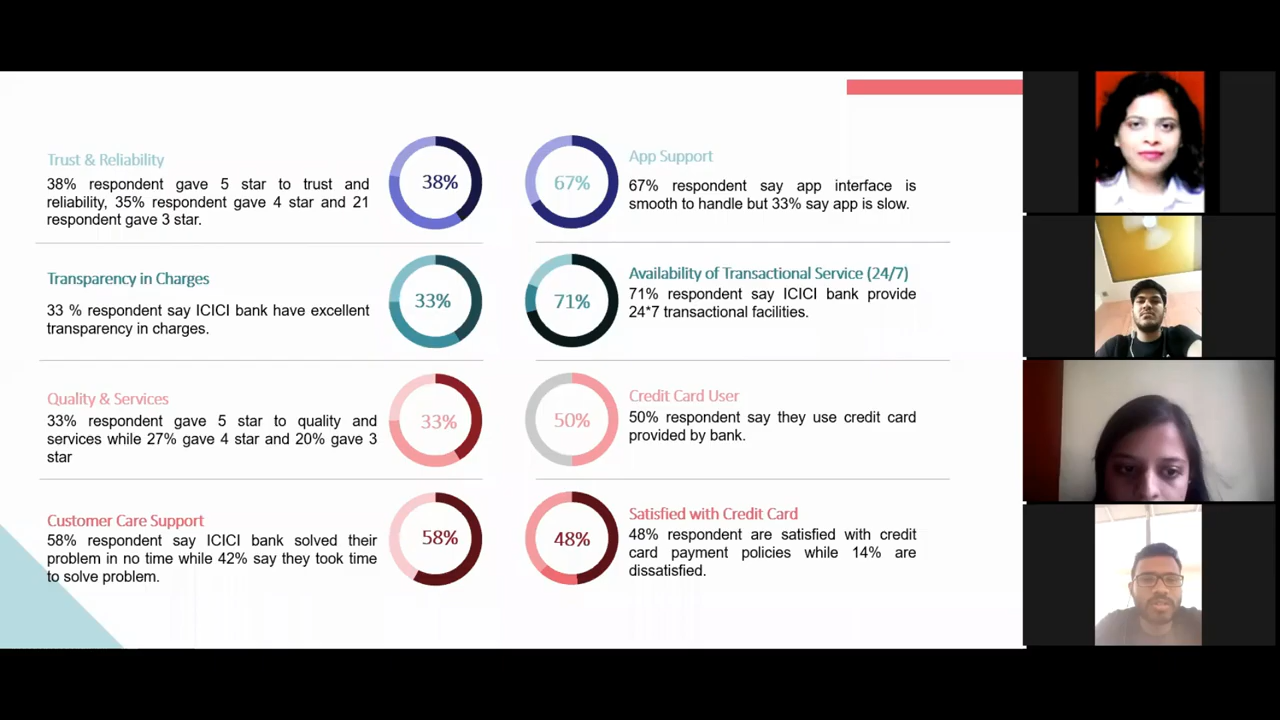 Trust & Reliability
38% respondent gave 5 star to trust and
reliability, 35% respondent gave 4 star and 21
respondent gave 3 star.
38%
Transparency in Charges
33 % respondent say ICICI bank have excellent
transparency in charges.
33%
Quality & Services
33% respondent gave 5 star to quality and
services while 27% gave 4 star and 20% gave 3
star
33%
Customer Care Support
58% respondent say ICICI bank solved their
problem in no time while 42% say they took time
to solve problem.
58%
67%
App Support
67% respondent say app interface is
smooth to handle but 33% say app is slow.
71%
Availability of Transactional Service (24/7)
71% respondent say ICICI bank provide
24*7 transactional facilities.
50%
Credit Card User
50% respondent say they use credit card
provided by bank.
48%
Satisfied with Credit Card
48% respondent are satisfied with credit
card payment policies while 14% are
dissatisfied.